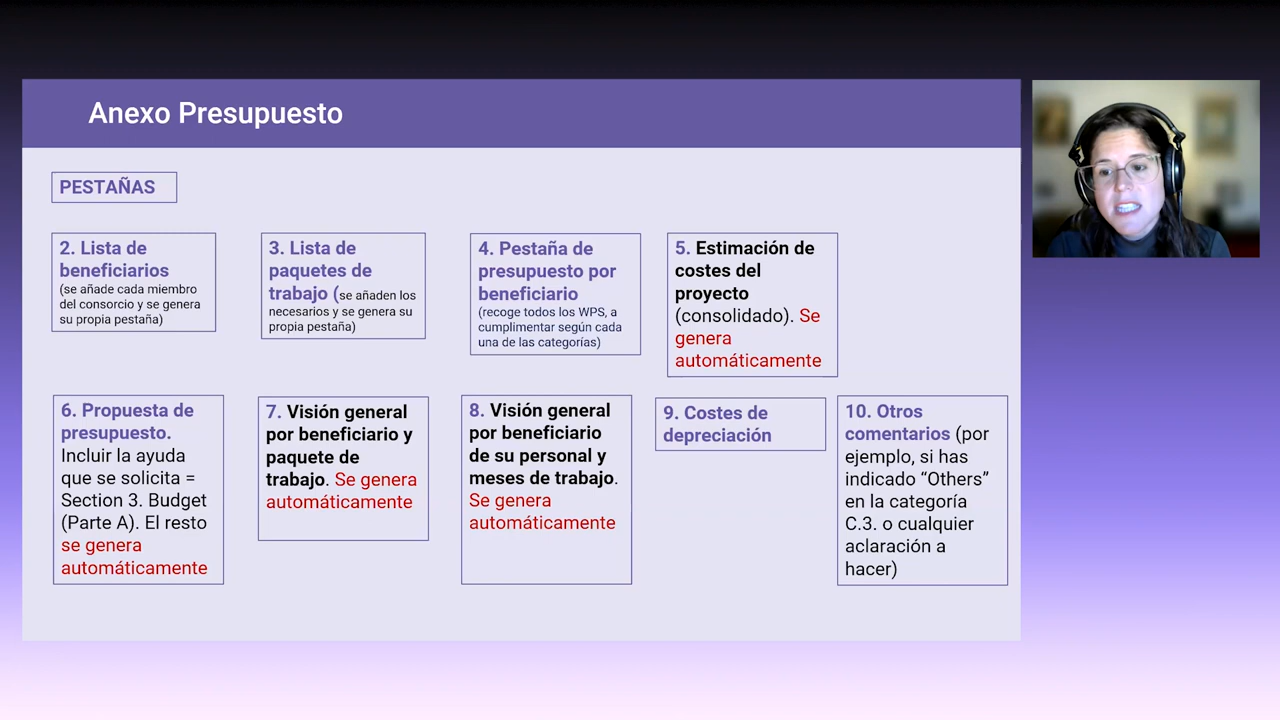 Anexo Presupuesto
PESTAÑAS
2. Lista de
beneficiarios
(se añade cada miembro
del consorcio y se genera
su propia pestaña)
3. Lista de
paquetes de
trabajo (se añaden los
necesarios y se genera su
propia pestaña)
4. Pestaña de
presupuesto por
beneficiario
(recoge todos los WPS, a
cumplimentar según cada
una de las categorías)
5. Estimación de
costes del
proyecto
(consolidado). Se
genera
automáticamente
6. Propuesta de
presupuesto.
Incluir la ayuda
que se solicita =
Section 3. Budget
(Parte A). El resto
se genera
automáticamente
7. Visión general
por beneficiario y
paquete de
trabajo. Se genera
automáticamente
8. Visión general
por beneficiario
de su personal y
meses de trabajo.
Se genera
automáticamente
9. Costes de
depreciación
10. Otros
comentarios (por
ejemplo, si has
indicado “Others”
en la categoría
C.3. o cualquier
aclaración a
hacer)